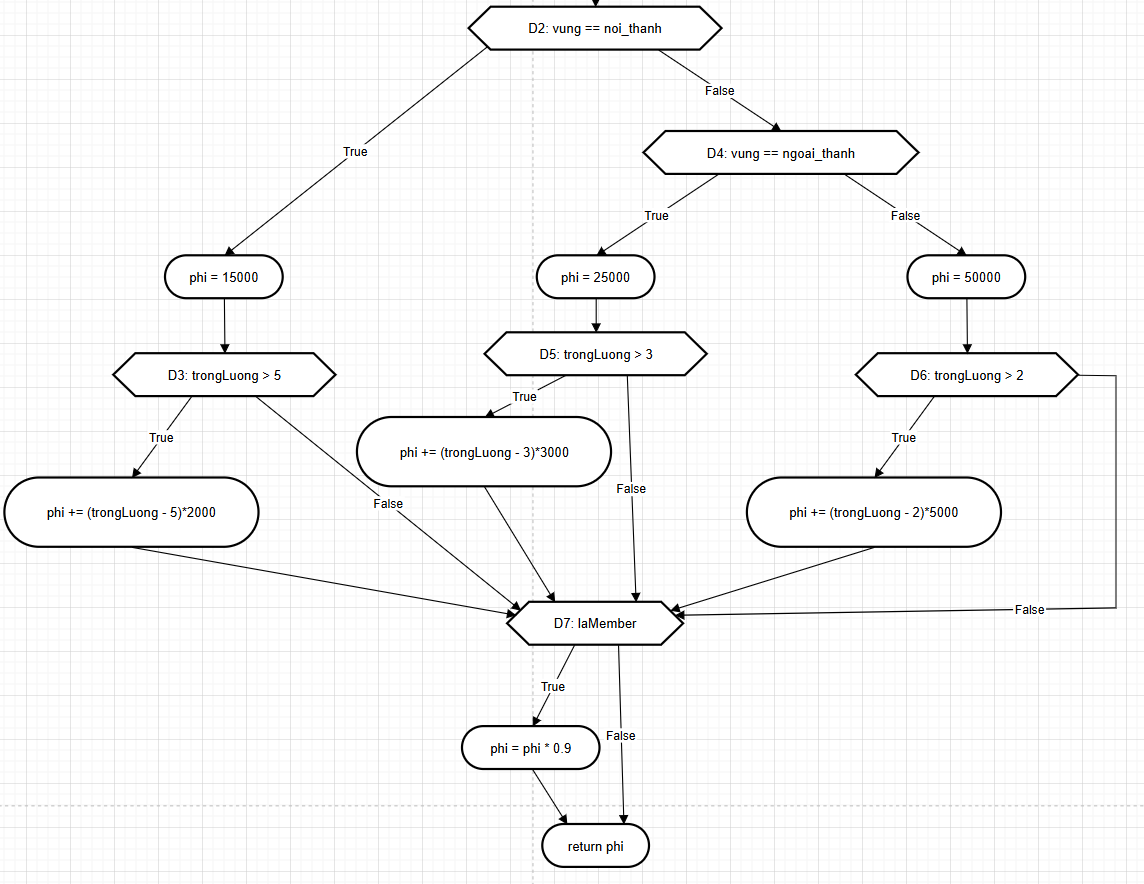 D2: vung == noi_thanh
False
True
D4: vung == ngoai_thanh
True
False
phi = 15000
phi = 25000
phi = 50000
D3: trongLuong > 5
D5: trongLuong > 3
D6: trongLuong > 2
True
True
True
phi += (trongLuong - 3)*3000
False
False
phi += (trongLuong - 5)*2000
phi += (trongLuong - 2)*5000
False
D7: laMember
True
False
phi = phi * 0.9
return phi